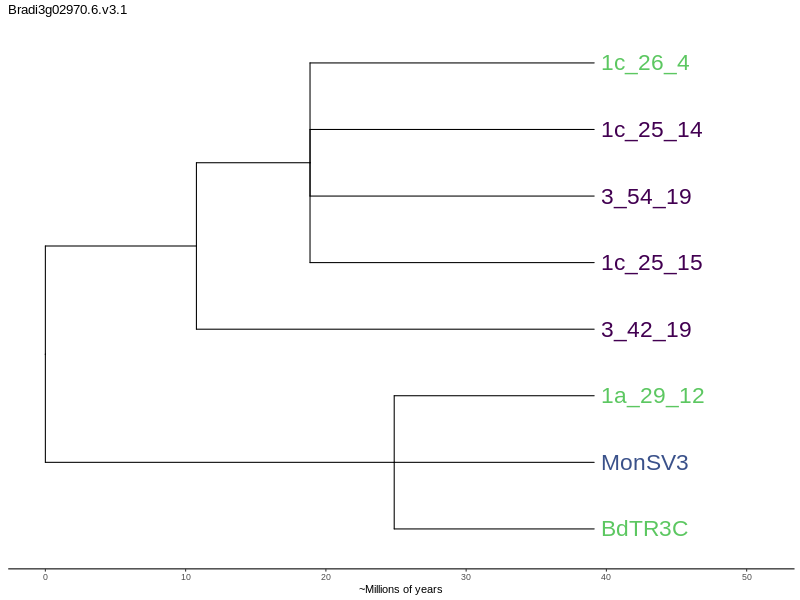 Bradi3g02970.6.v3.1
1c_26_4
1c_25_14
3_54_19
1c_25_15
3_42_19
1a_29_12
MonSV3
BdTR3C
0 10 20 30 40 50
~Millions of years